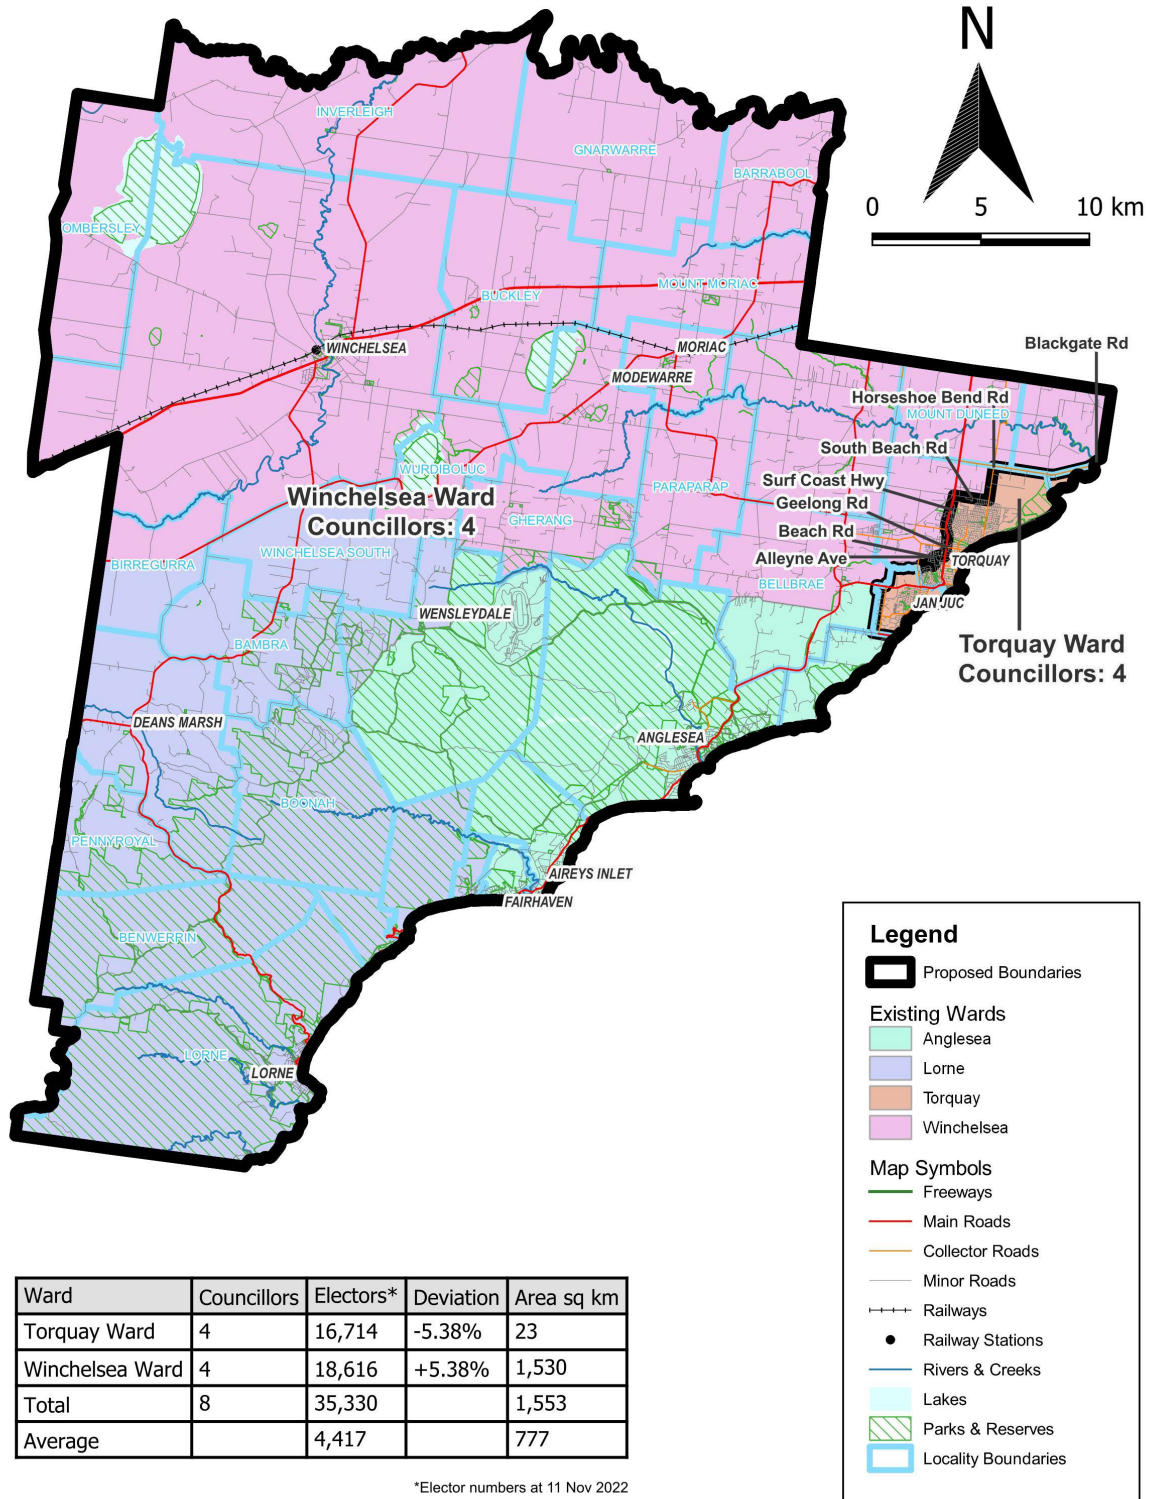 N
0 5 10 km
INVERLEIGH
GNARWARRE
BARRABOOL
OMBERSLEY
MOUNT MORIAC
BUCKLEY
WINCHELSEA
MORIAC
MODEWARRE
Blackgate Rd
Horseshoe Bend Rd
MOUNT DUNEED
South Beach Rd
WURDIBOLUC
Surf Coast Hwy
PARAPARAP
Winchelsea Ward
Councillors: 4
Geelong Rd
GHERANG
Beach Rd
WINCHELSEA SOUTH
Alleyne Ave
TORQUAY
BIRREGURRA
BELLBRAE
JAN JUC
WENSLEYDALE
BAMBRA
Torquay Ward
Councillors: 4
DEANS MARSH
ANGLESEA
BOONAH
PENNYROYAL
AIREYS INLET
FAIRHAVEN
BENWERRIN
LORNE
LORNE
Legend
Proposed Boundaries
Existing Wards
Anglesea
Lorne
Torquay
Winchelsea
Map Symbols
Freeways
Main Roads
Collector Roads
Minor Roads
Railways
Railway Stations
Rivers & Creeks
Lakes
Parks & Reserves
Locality Boundaries
Ward Councillors Electors* Deviation Area sq km
Torquay Ward 4 16,714 -5.38% 23
Winchelsea Ward 4 18,616 +5.38% 1,530
Total 8 35,330 1,553
Average 4,417 777
*Elector numbers at 11 Nov 2022